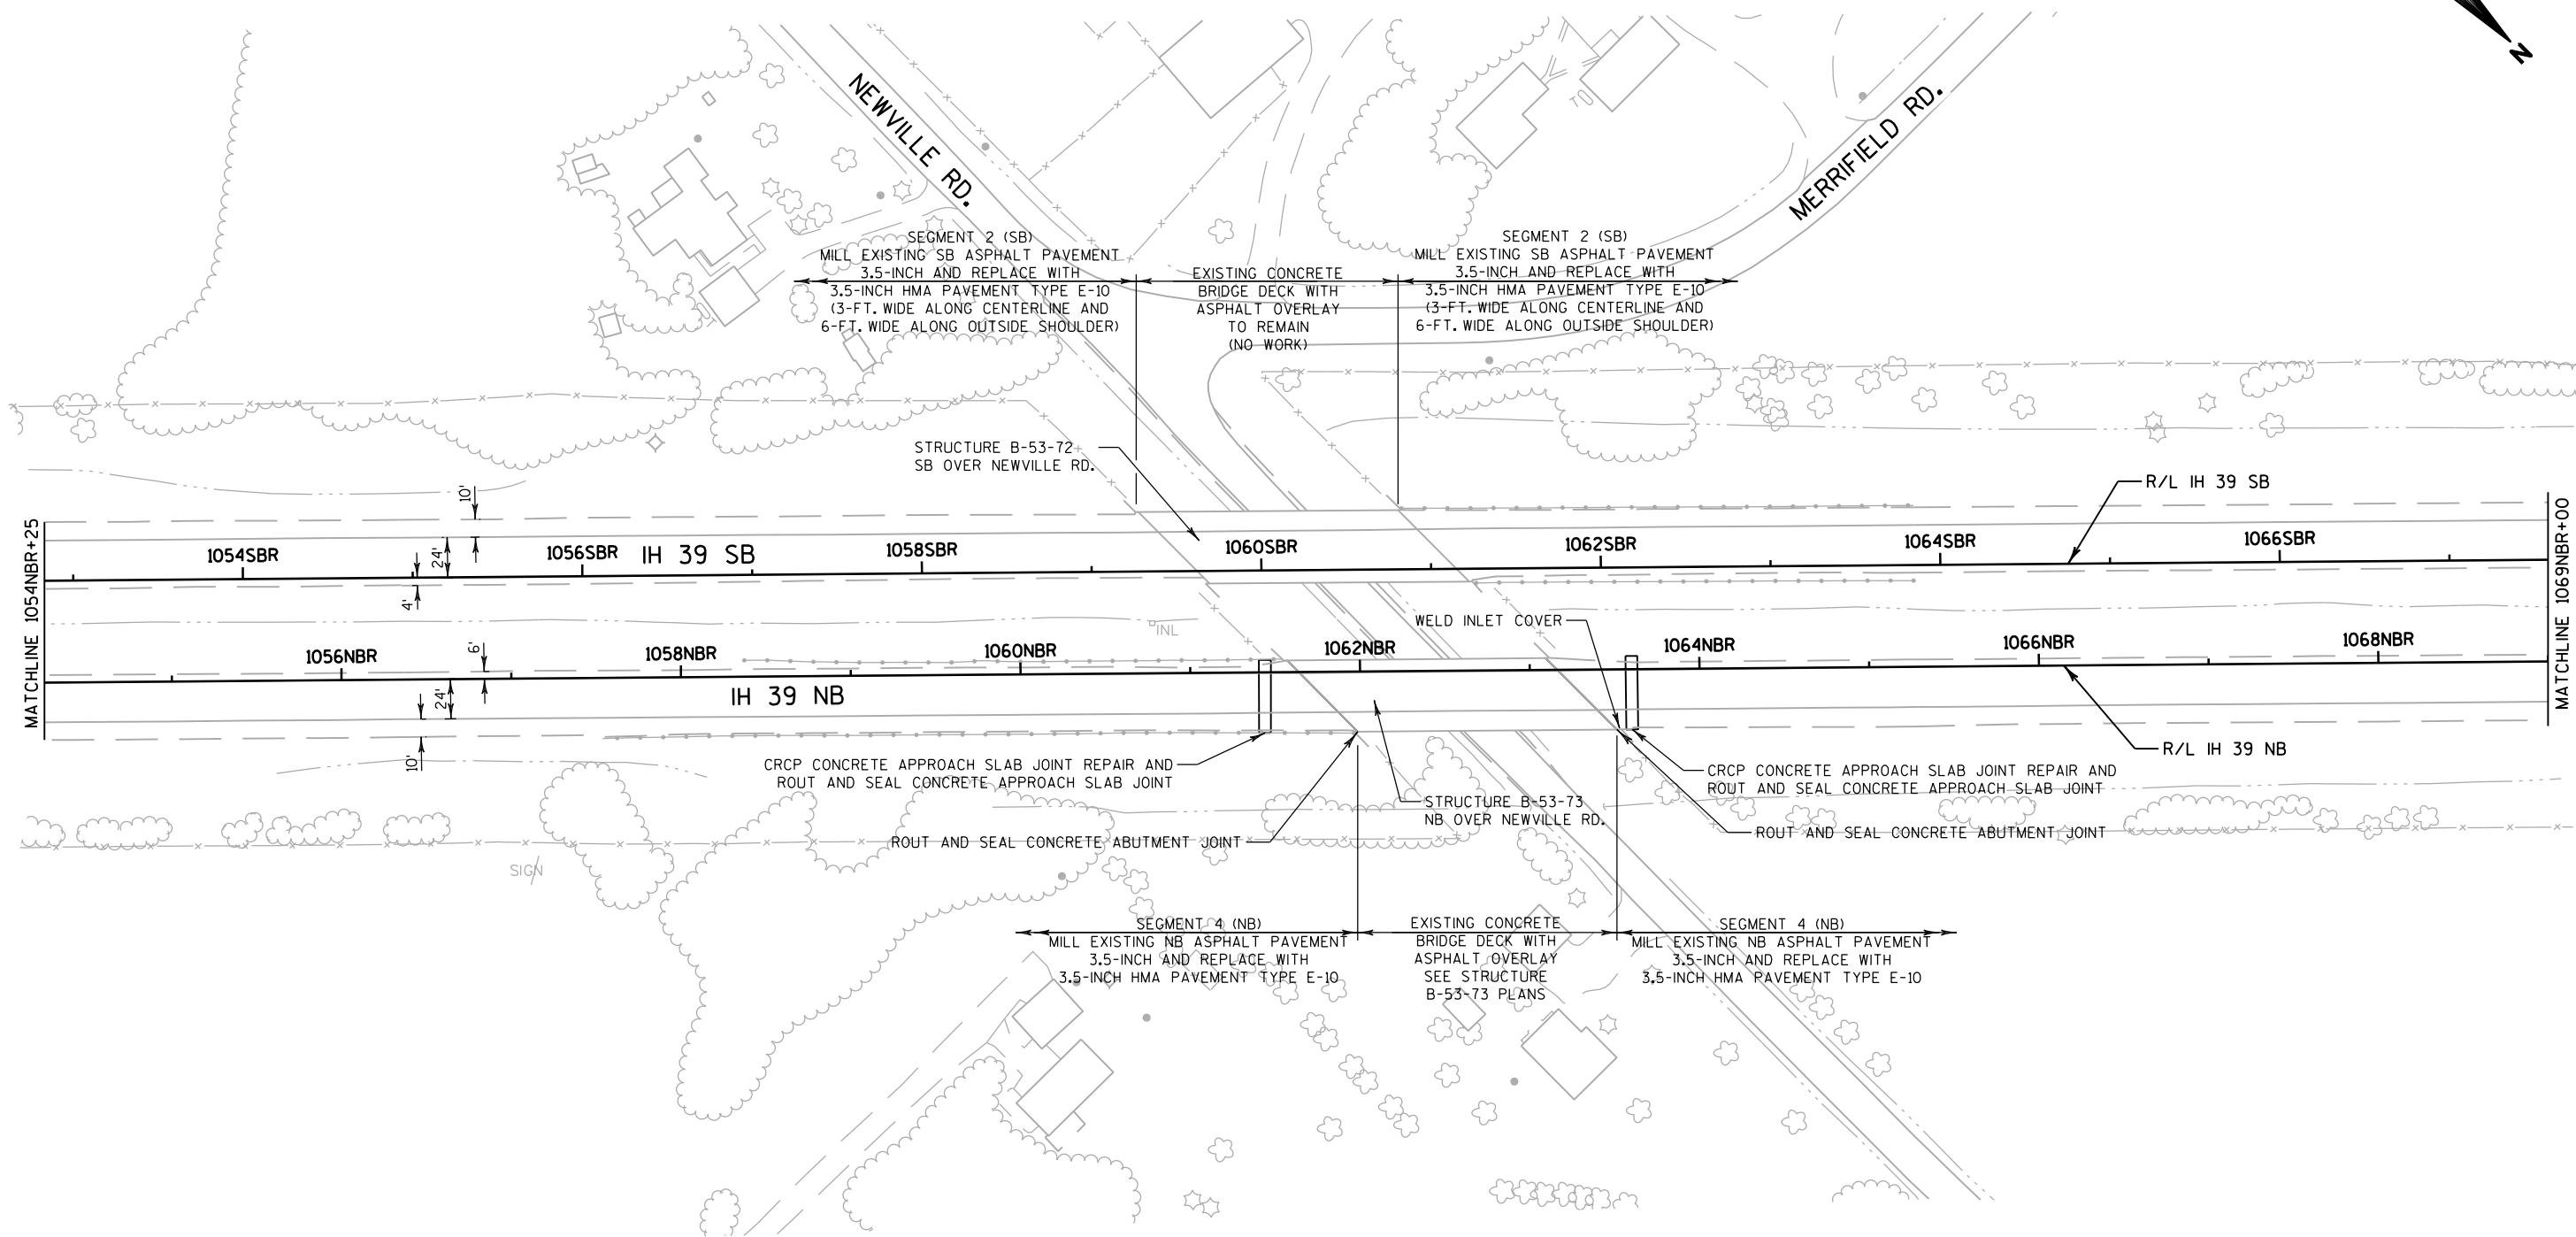 N
NEWVILLE RD.
MERRIFIELD RD.
SEGMENT 2 (SB)
MILL EXISTING SB ASPHALT PAVEMENT
3.5-INCH AND REPLACE WITH
3.5-INCH HMA PAVEMENT TYPE E-10
(3-FT. WIDE ALONG CENTERLINE AND
6-FT. WIDE ALONG OUTSIDE SHOULDER)
EXISTING CONCRETE
BRIDGE DECK WITH
ASPHALT OVERLAY
TO REMAIN
(NO WORK)
SEGMENT 2 (SB)
MILL EXISTING SB ASPHALT PAVEMENT
3.5-INCH AND REPLACE WITH
3.5-INCH HMA PAVEMENT TYPE E-10
(3-FT. WIDE ALONG CENTERLINE AND
6-FT. WIDE ALONG OUTSIDE SHOULDER)
STRUCTURE B-53-72
SB OVER NEWVILLE RD.
R/L IH 39 SB
10'
24'
4'
MATCHLINE 1054NBR+25
1054SBR
1056SBR
IH 39 SB
1058SBR
1060SBR
1062SBR
1064SBR
1066SBR
MATCHLINE 1069NBR+00
INL
WELD INLET COVER
6'
24'
10'
1056NBR
1058NBR
1060NBR
1062NBR
1064NBR
1066NBR
1068NBR
IH 39 NB
R/L IH 39 NB
CRCP CONCRETE APPROACH SLAB JOINT REPAIR AND
ROUT AND SEAL CONCRETE APPROACH SLAB JOINT
CRCP CONCRETE APPROACH SLAB JOINT REPAIR AND
ROUT AND SEAL CONCRETE APPROACH SLAB JOINT
STRUCTURE B-53-73
NB OVER NEWVILLE RD.
ROUT AND SEAL CONCRETE ABUTMENT JOINT
ROUT AND SEAL CONCRETE ABUTMENT JOINT
SIGN
SEGMENT 4 (NB)
MILL EXISTING NB ASPHALT PAVEMENT
3.5-INCH AND REPLACE WITH
3.5-INCH HMA PAVEMENT TYPE E-10
EXISTING CONCRETE
BRIDGE DECK WITH
ASPHALT OVERLAY
SEE STRUCTURE
B-53-73 PLANS
SEGMENT 4 (NB)
MILL EXISTING NB ASPHALT PAVEMENT
3.5-INCH AND REPLACE WITH
3.5-INCH HMA PAVEMENT TYPE E-10